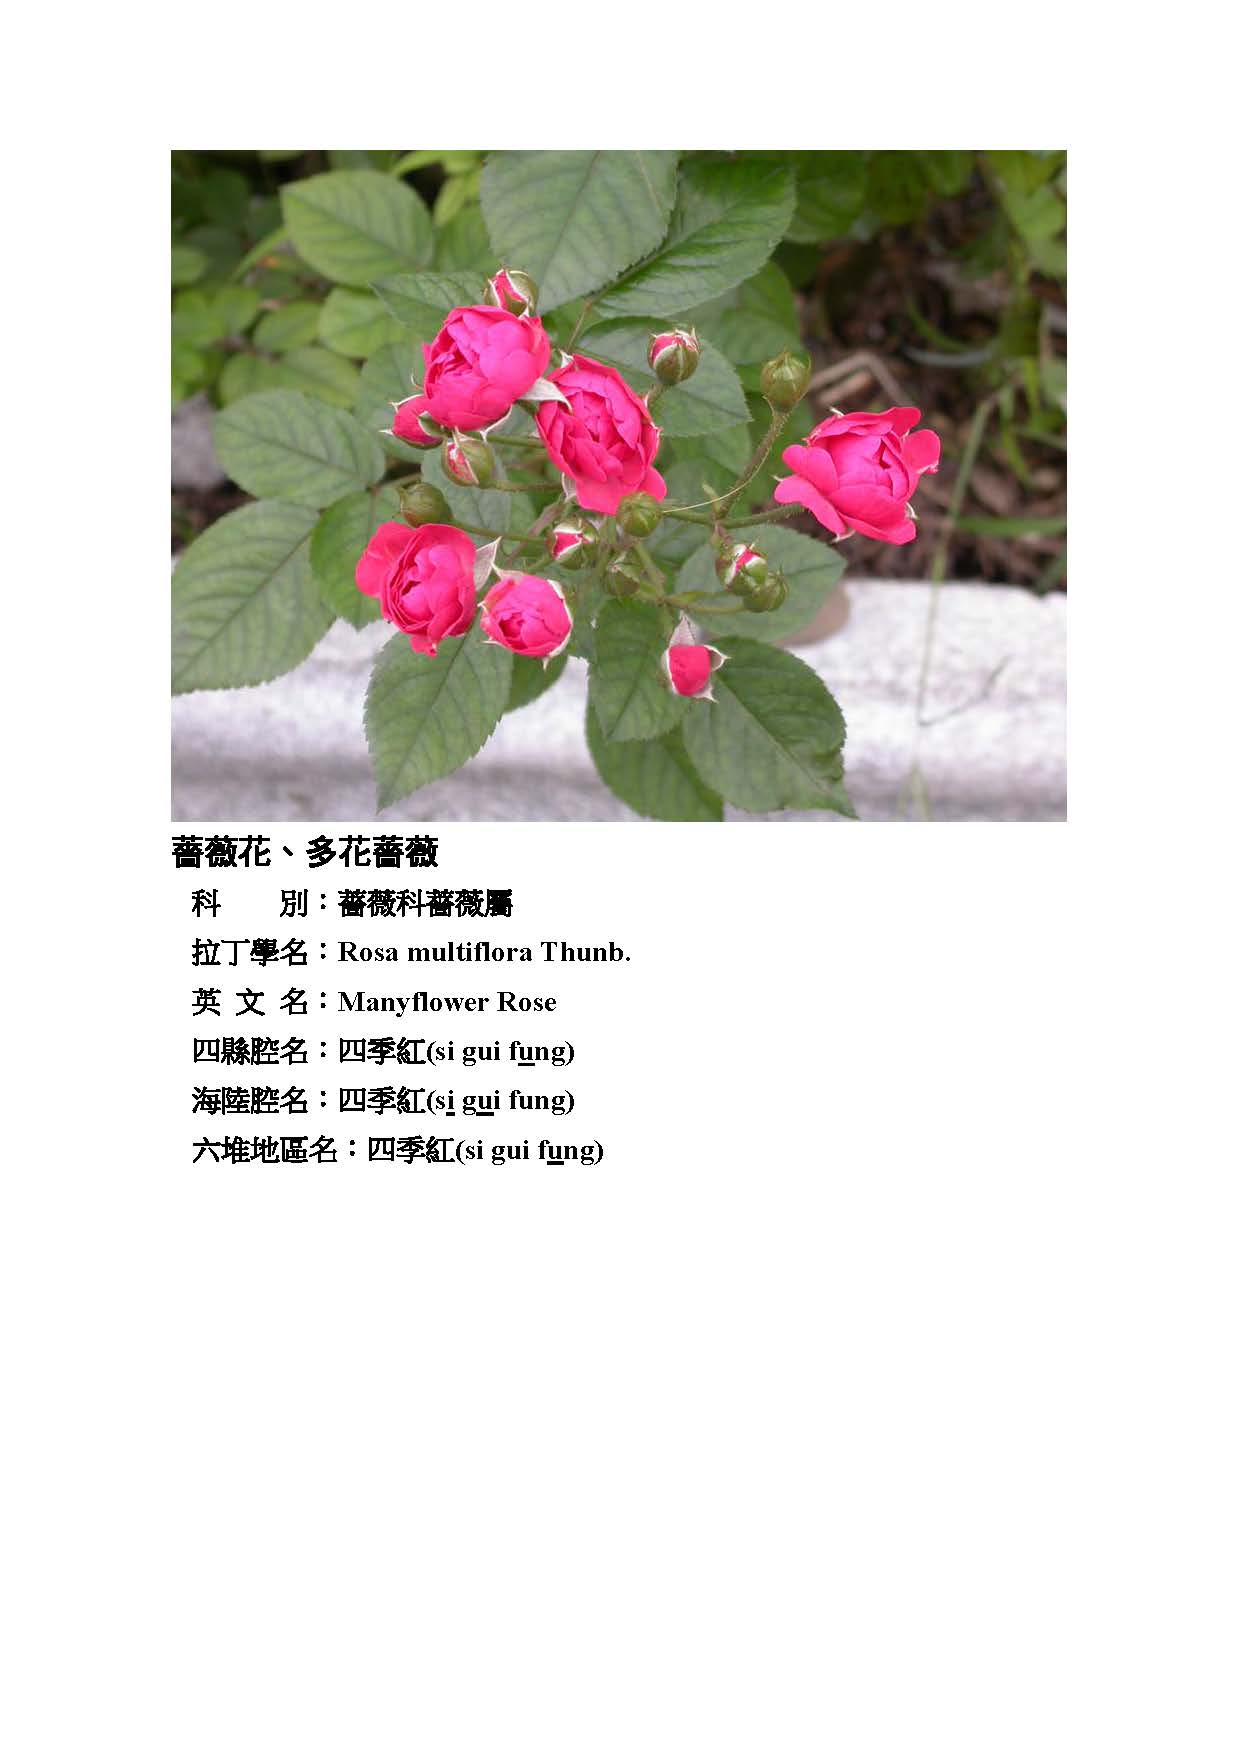 薔薇花、多花薔薇
科　　別：薔薇科薔薇屬
拉丁學名：Rosa multiflora Thunb.
英 文 名：Manyflower Rose
四縣腔名：四季紅(si gui fung)
海陸腔名：四季紅(si gui fung)
六堆地區名：四季紅(si gui fung)